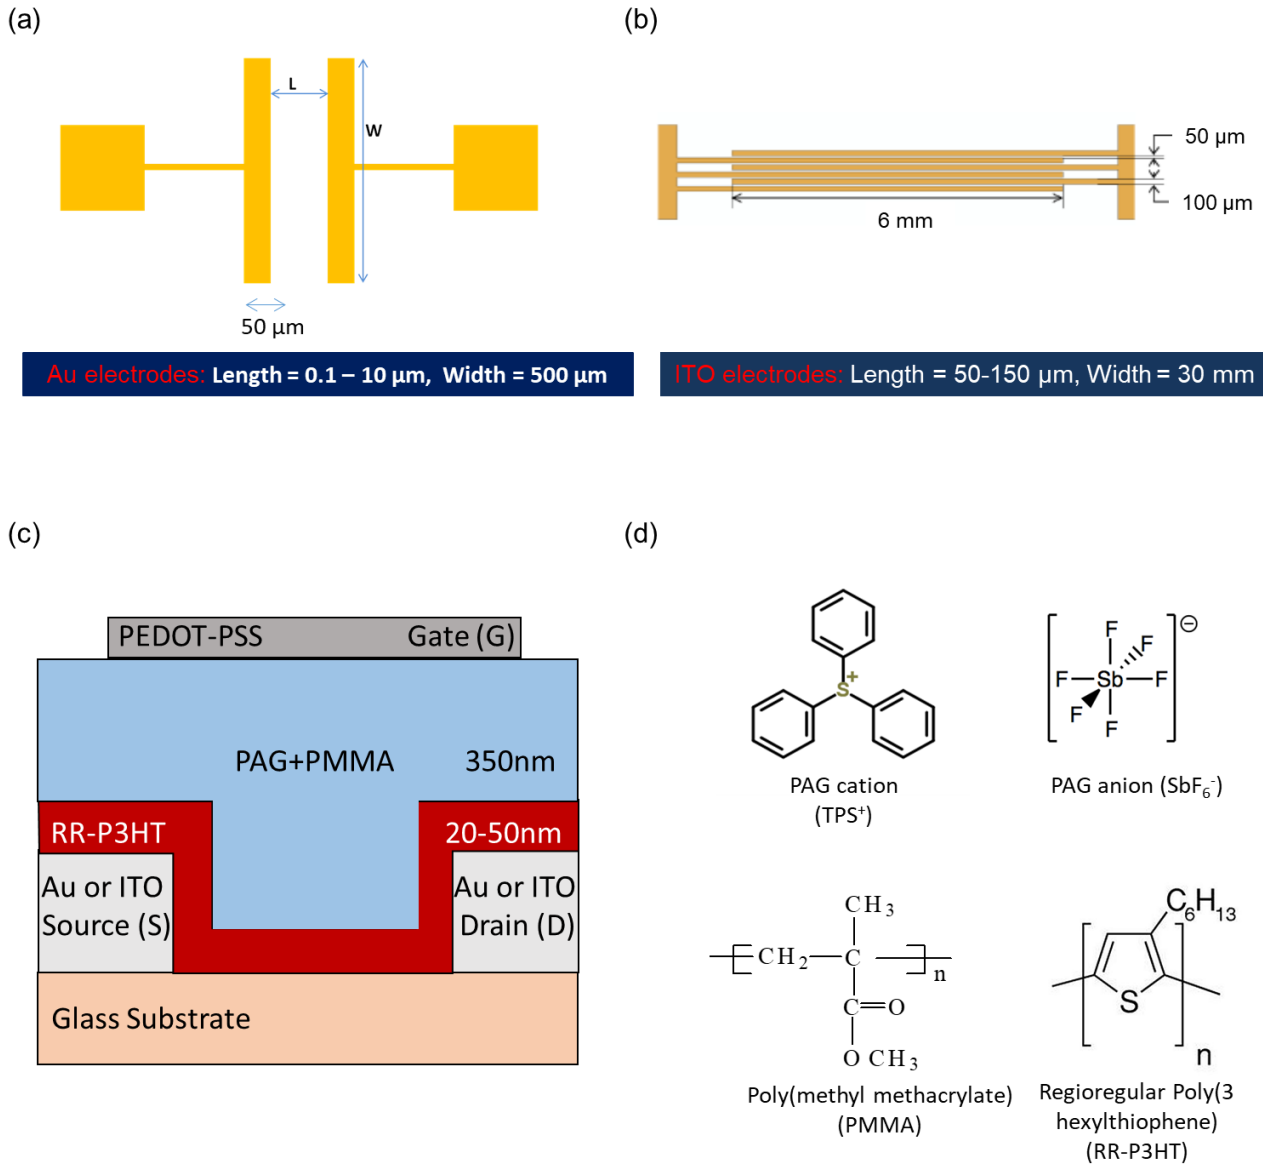 (a)
L
W
50 µm
Au electrodes: Length = 0.1 – 10 µm, Width = 500 µm
(b)
50 µm
100 µm
6 mm
ITO electrodes: Length = 50-150 µm, Width = 30 mm
(c)
PEDOT-PSS Gate (G)
PAG+PMMA 350nm
RR-P3HT 20-50nm
Au or ITO
Source (S)
Au or ITO
Drain (D)
Glass Substrate
(d)
S+
PAG cation
(TPS+)
F
F
F Sb F
F
F
⊖
PAG anion (SbF6-)
CH3
CH2 C
n
C O
O CH3
Poly(methyl methacrylate)
(PMMA)
C6H13
S
n
Regioregular Poly(3
hexylthiophene)
(RR-P3HT)